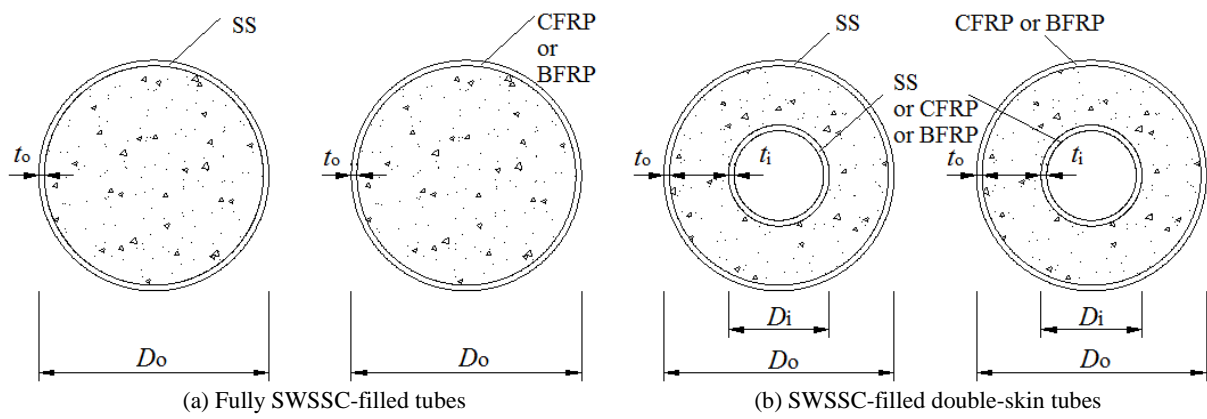 SS
CFRP
or
BFRP
to
to
Do
Do
(a) Fully SWSSC-filled tubes
SS
CFRP or BFRP
SS
or CFRP
or BFRP
to
ti
to
ti
Di
Di
Do
Do
(b) SWSSC-filled double-skin tubes